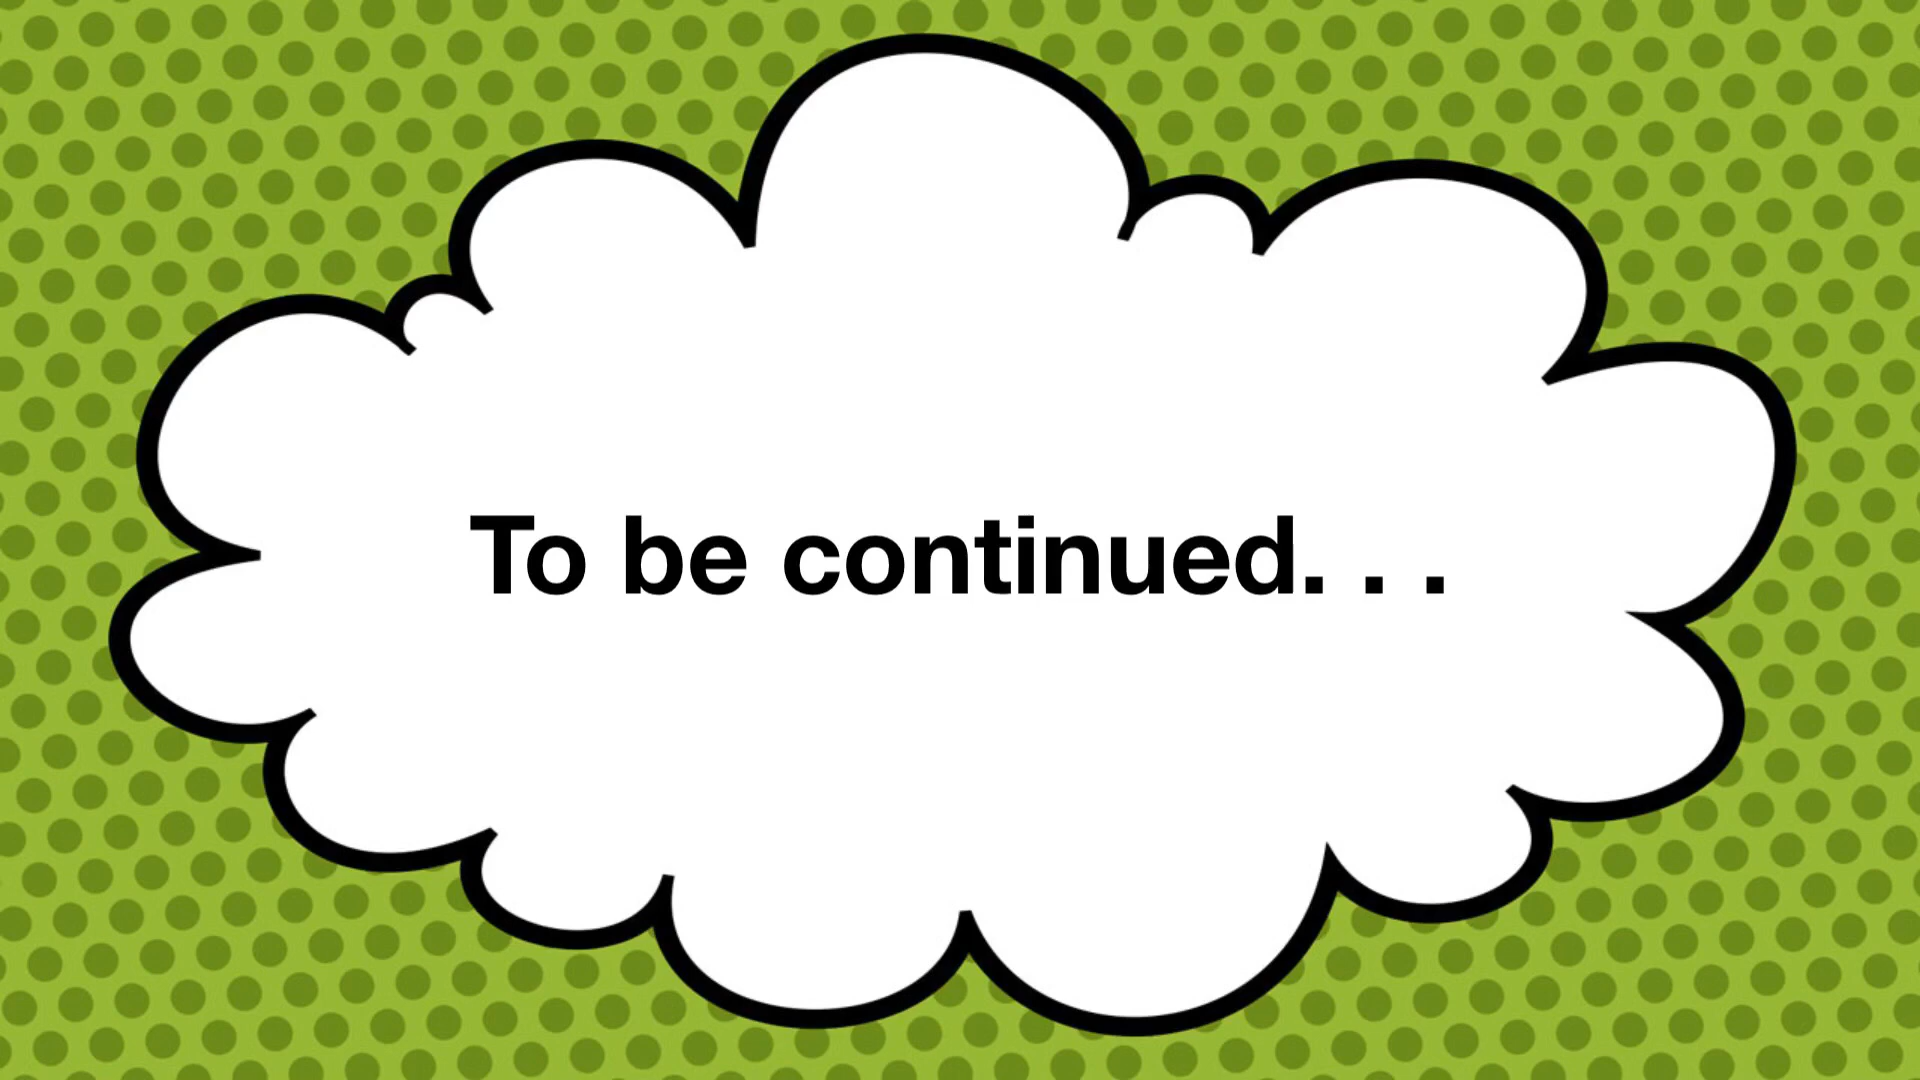 To be continued. . .